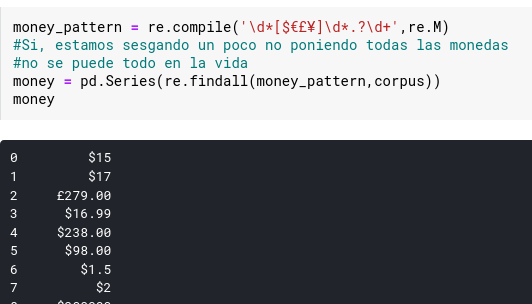 money_pattern = re.compile('\d*[$€£¥]\d*.?\d+',re.M)
#Si, estamos sesgando un poco no poniendo todas las monedas
#no se puede todo en la vida
money = pd.Series(re.findall(money_pattern,corpus))
money
0 $15
1 $17
2 £279.00
3 $16.99
4 $238.00
5 $98.00
6 $1.5
7 $2